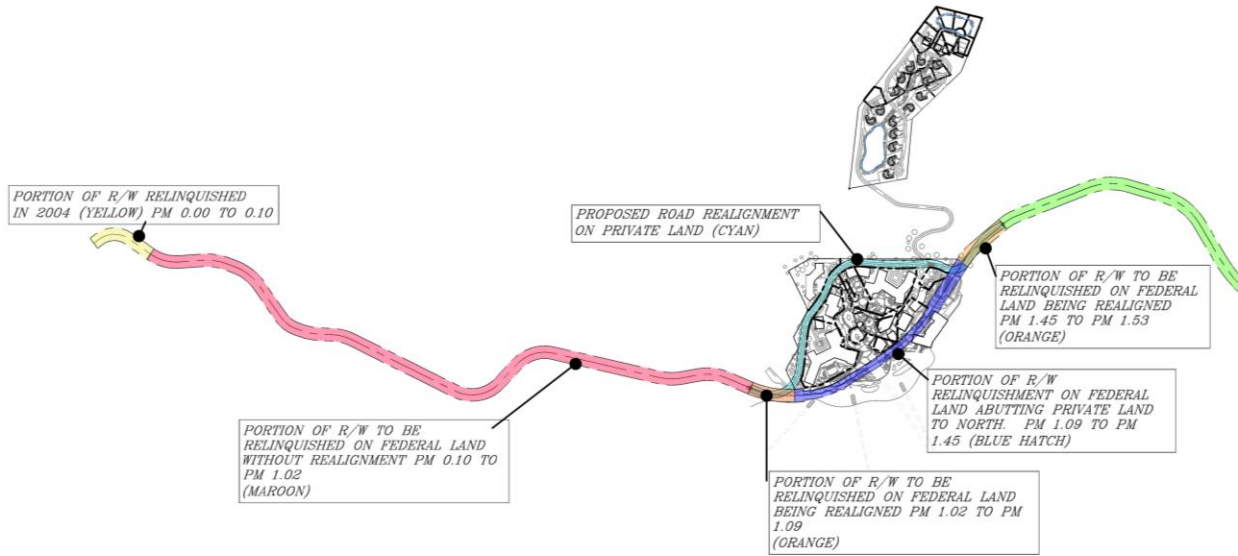 PORTION OF R/W RELINQUISHED
IN 2004 (YELLOW) PM 0.00 TO 0.10
PROPOSED ROAD REALIGNMENT
ON PRIVATE LAND (CYAN)
PORTION OF R/W TO BE
RELINQUISHED ON FEDERAL
LAND BEING REALIGNED
PM 1.45 TO PM 1.53
(ORANGE)
PORTION OF R/W
RELINQUISHMENT ON FEDERAL
LAND ABUTTING PRIVATE LAND
TO NORTH. PM 1.09 TO PM
1.45 (BLUE HATCH)
PORTION OF R/W TO BE
RELINQUISHED ON FEDERAL LAND
WITHOUT REALIGNMENT PM 0.10 TO
PM 1.02
(MAROON)
PORTION OF R/W TO BE
RELINQUISHED ON FEDERAL LAND
BEING REALIGNED PM 1.02 TO PM
1.09
(ORANGE)